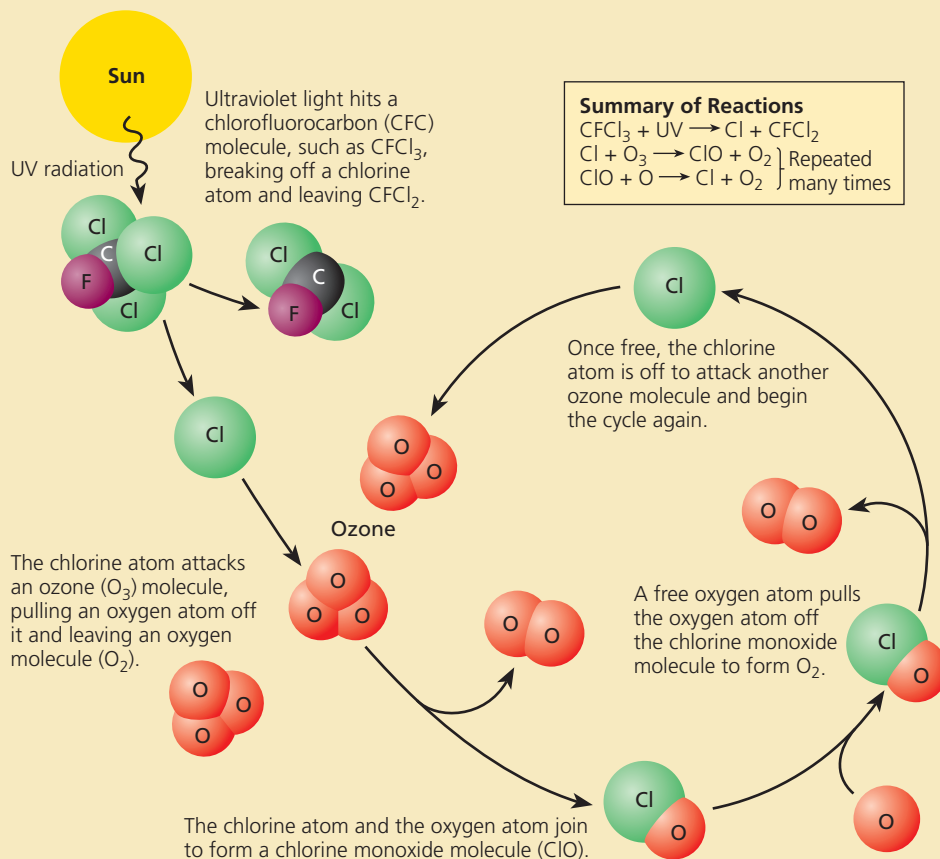 Sun
UV radiation
Ultraviolet light hits a
chlorofluorocarbon (CFC)
molecule, such as CFCl₃,
breaking off a chlorine
atom and leaving CFCl₂.
Summary of Reactions
CFCl₃ + UV → Cl + CFCl₂
Cl + O₃ → ClO + O₂
ClO + O → Cl + O₂
Repeated
many times
Cl
C
Cl
F
Cl
Cl
C
F
Cl
Cl
Cl
Once free, the chlorine
atom is off to attack another
ozone molecule and begin
the cycle again.
O
O
O
Ozone
O
O
O
The chlorine atom attacks
an ozone (O₃) molecule,
pulling an oxygen atom off
it and leaving an oxygen
molecule (O₂).
O
O
O
O
O
O
O
A free oxygen atom pulls
the oxygen atom off
the chlorine monoxide
molecule to form O₂.
Cl
O
Cl
O
O
The chlorine atom and the oxygen atom join
to form a chlorine monoxide molecule (ClO).